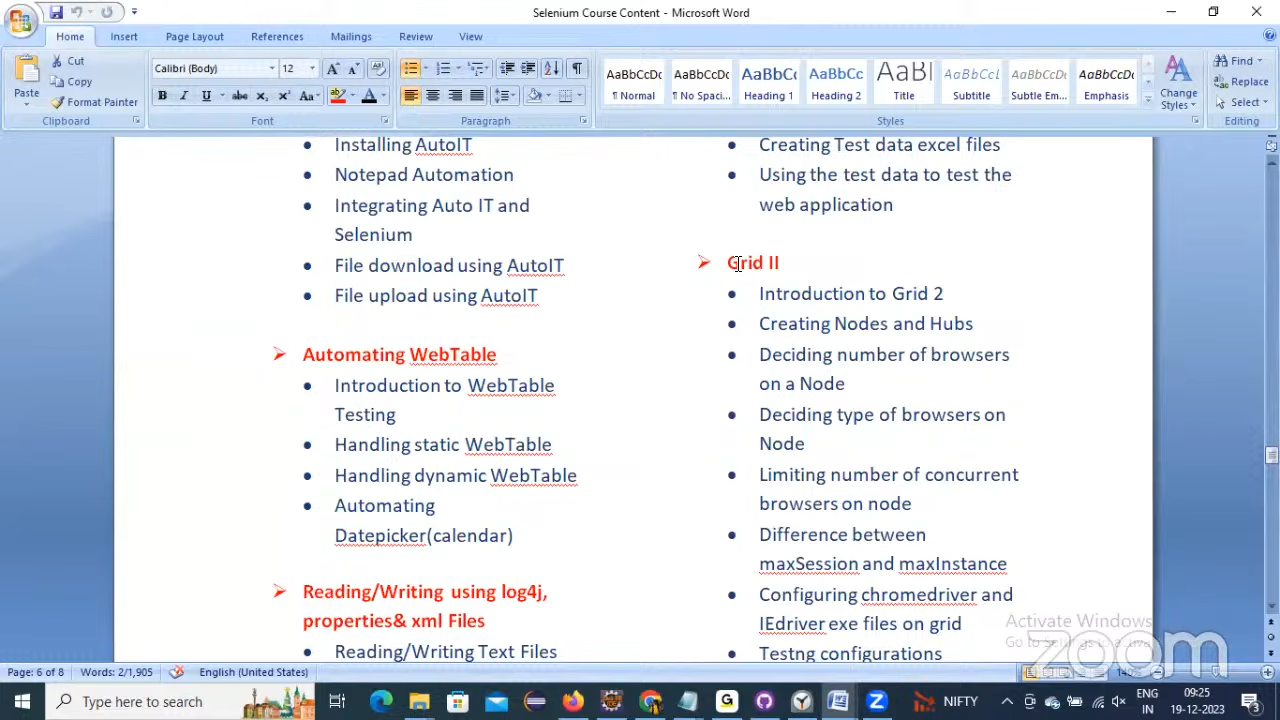 Selenium Course Content - Microsoft Word
Home Insert Page Layout References Mailings Review View
Paste
Cut
Copy
Format Painter
Clipboard
Calibri (Body) 12
Font
Paragraph
AaBbCcDc AaBbCcDc AaBbCc AaBbCc AaBl AaBbCcL AaBbCcDc AaBbCcDc
¶ Normal ¶ No Spaci... Heading 1 Heading 2 Title Subtitle Subtle Em... Emphasis
Change Styles
Styles
Find
Replace
Select
Editing
Installing AutoIT
Notepad Automation
Integrating Auto IT and
Selenium
File download using AutoIT
File upload using AutoIT
Automating WebTable
Introduction to WebTable
Testing
Handling static WebTable
Handling dynamic WebTable
Automating
Datepicker(calendar)
Reading/Writing using log4j,
properties& xml Files
Reading/Writing Text Files
Creating Test data excel files
Using the test data to test the
web application
Grid II
Introduction to Grid 2
Creating Nodes and Hubs
Deciding number of browsers
on a Node
Deciding type of browsers on
Node
Limiting number of concurrent
browsers on node
Difference between
maxSession and maxInstance
Configuring chromedriver and
IEdriver exe files on grid
Testng configurations
Activate Windows
zoom
Page: 6 of 8 Words: 2/1,905 English (United States)
Type here to search
NIFTY
ENG
IN
09:25
19-12-2023
3